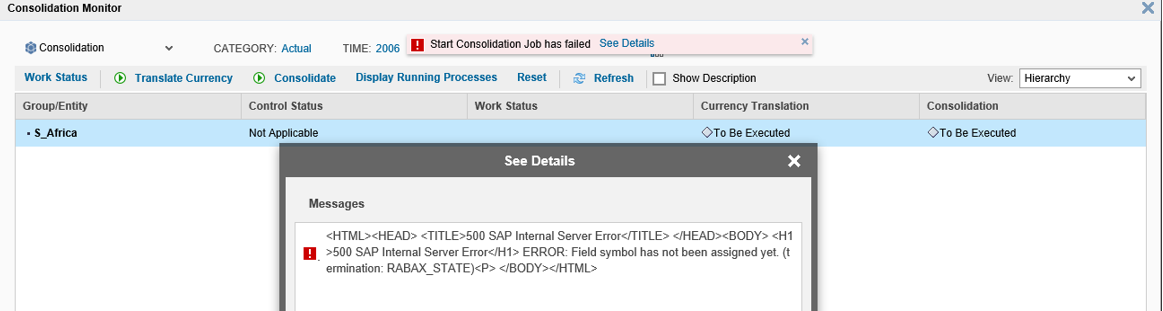 Consolidation Monitor
Consolidation CATEGORY: Actual TIME: 2006
Start Consolidation Job has failed See Details
Work Status Translate Currency Consolidate Display Running Processes Reset Refresh Show Description View: Hierarchy
Group/Entity Control Status Work Status Currency Translation Consolidation
S_Africa Not Applicable To Be Executed To Be Executed
See Details
Messages
<HTML><HEAD> <TITLE>500 SAP Internal Server Error</TITLE> </HEAD><BODY> <H1
>500 SAP Internal Server Error</H1> ERROR: Field symbol has not been assigned yet. (t
ermination: RABAX_STATE)<P> </BODY></HTML>